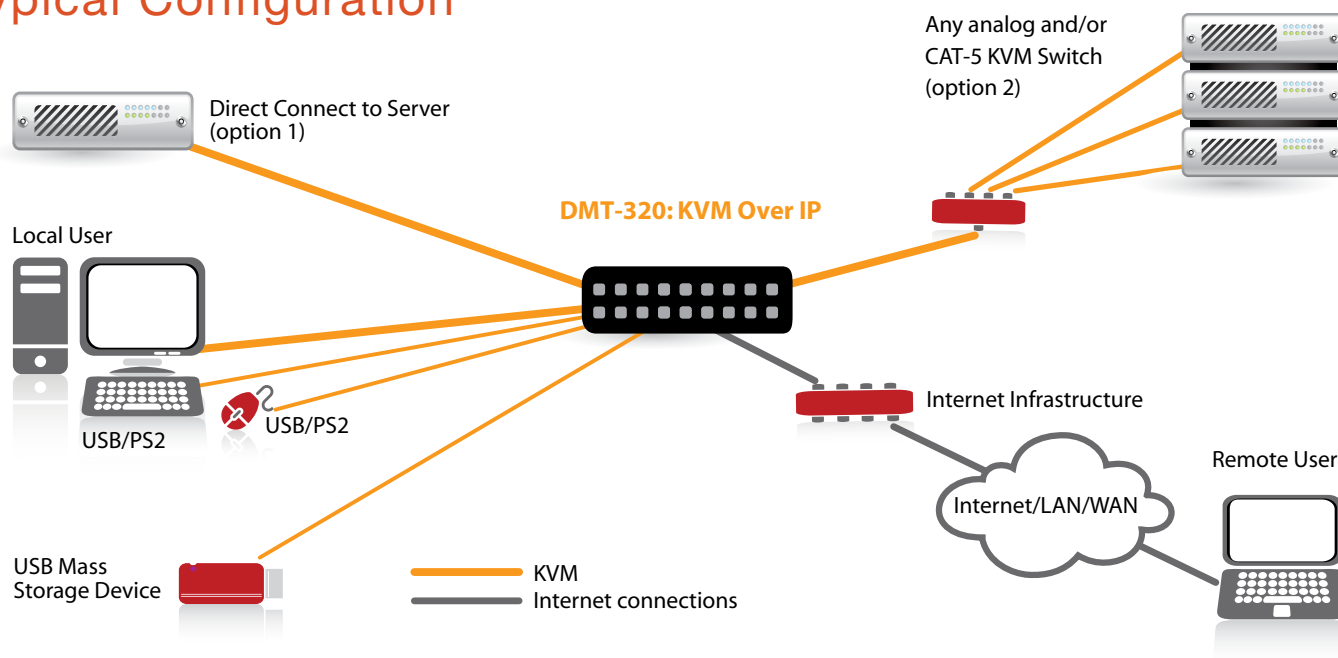 Typical Configuration
Any analog and/or
CAT-5 KVM Switch
(option 2)
Direct Connect to Server
(option 1)
DMT-320: KVM Over IP
Local User
USB/PS2
USB/PS2
Internet Infrastructure
Remote User
Internet/LAN/WAN
USB Mass
Storage Device
KVM
Internet connections